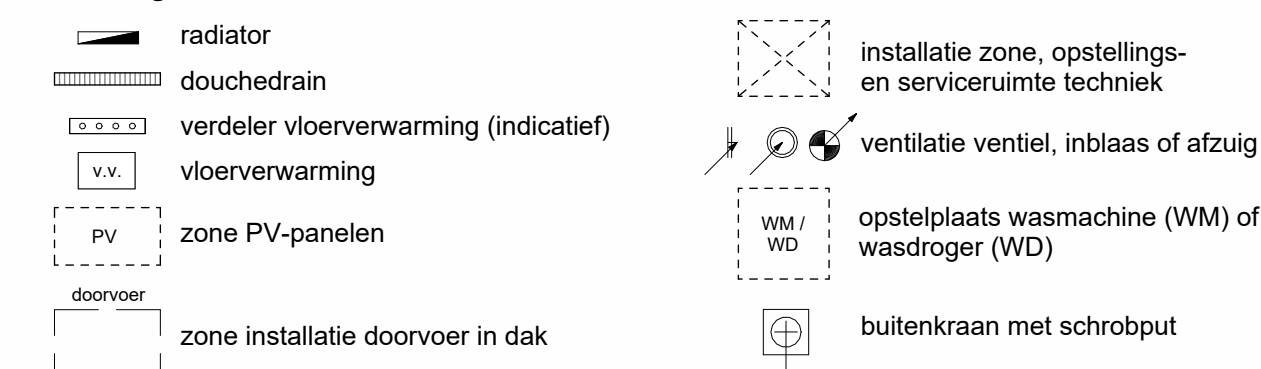 radiator
douchedrain
verdeler vloerverwarming (indicatief)
v.v.
vloerverwarming
PV
zone PV-panelen
doorvoer
zone installatie doorvoer in dak
installatie zone, opstellings-
en serviceruimte techniek
ventilatie ventiel, inblaas of afzuig
WM /
WD
opstelplaats wasmachine (WM) of
wasdroger (WD)
buitenkraan met schrobput